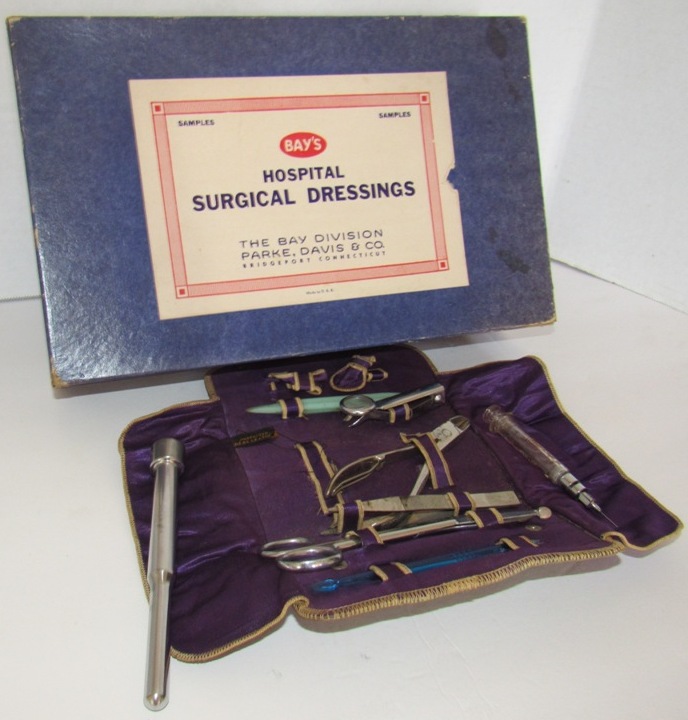 SAMPLES SAMPLES
BAY'S
HOSPITAL
SURGICAL DRESSINGS
THE BAY DIVISION
PARKE, DAVIS & CO.
BRIDGEPORT CONNECTICUT